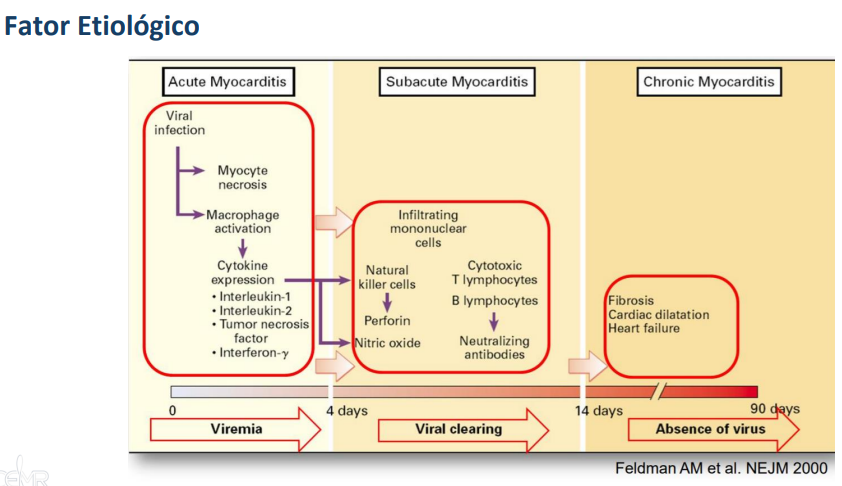 Fator Etiológico
Acute Myocarditis
Subacute Myocarditis
Chronic Myocarditis
Viral
infection
Myocyte
necrosis
Macrophage
activation
Cytokine
expression
• Interleukin-1
• Interleukin-2
• Tumor necrosis
factor
• Interferon-γ
Infiltrating
mononuclear
cells
Natural
killer cells
Perforin
Nitric oxide
Cytotoxic
T lymphocytes
B lymphocytes
Neutralizing
antibodies
Fibrosis
Cardiac dilatation
Heart failure
0
4 days
14 days
90 days
Viremia
Viral clearing
Absence of virus
Feldman AM et al. NEJM 2000